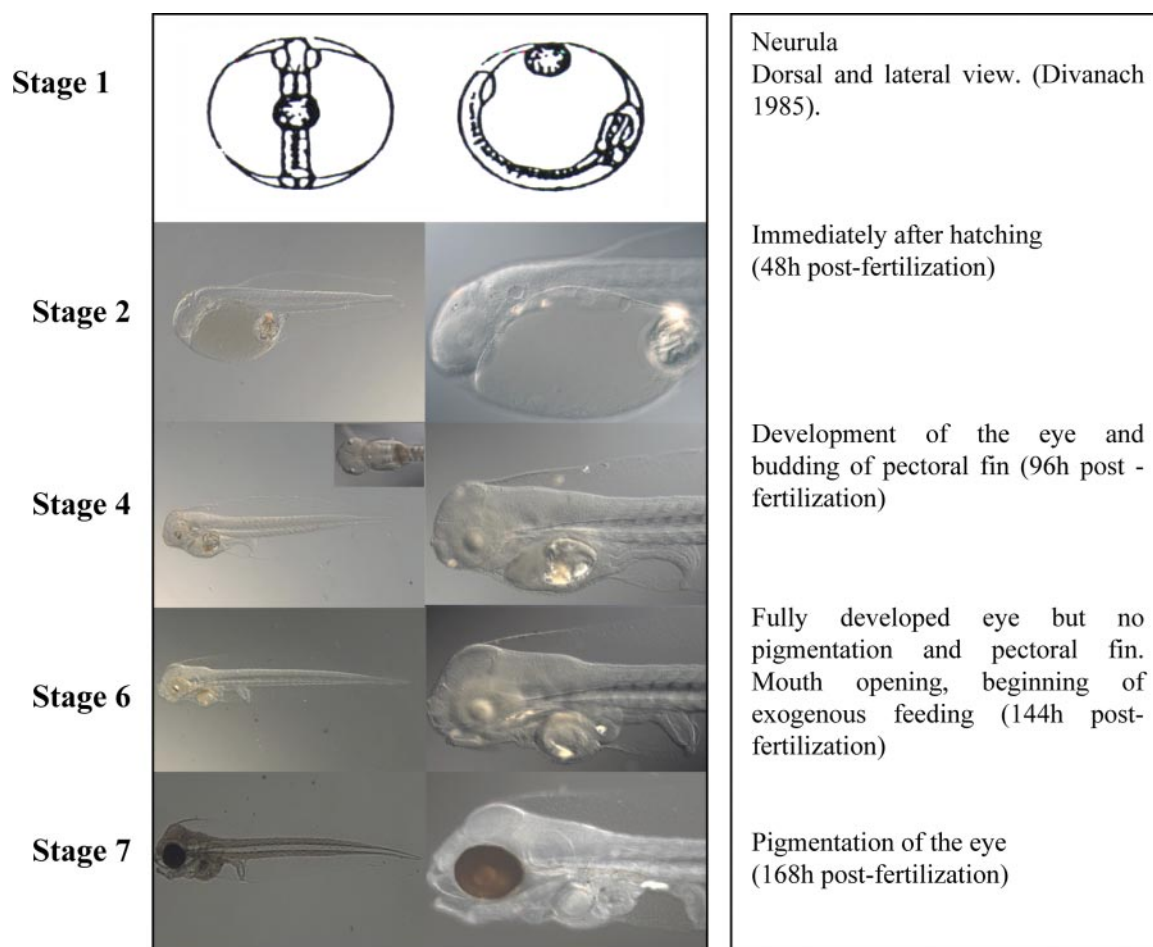 Stage 1
Neurula
Dorsal and lateral view. (Divanach
1985).
Stage 2
Immediately after hatching
(48h post-fertilization)
Stage 4
Development of the eye and
budding of pectoral fin (96h post -
fertilization)
Stage 6
Fully developed eye but no
pigmentation and pectoral fin.
Mouth opening, beginning of
exogenous feeding (144h post-
fertilization)
Stage 7
Pigmentation of the eye
(168h post-fertilization)